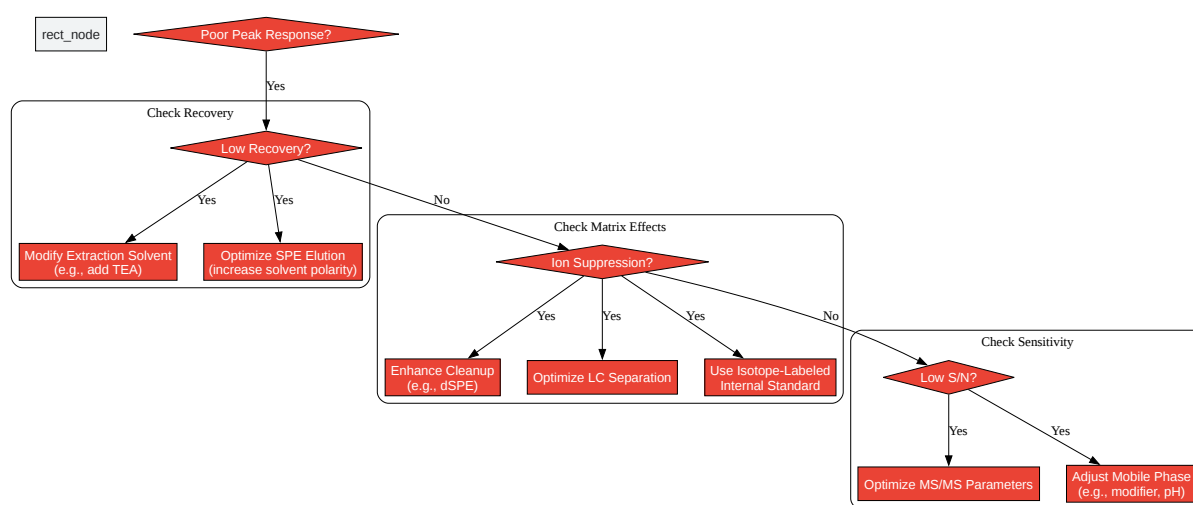 rect_node
Poor Peak Response?
Yes
Check Recovery
Low Recovery?
Yes
Yes
No
Modify Extraction Solvent
(e.g., add TEA)
Optimize SPE Elution
(increase solvent polarity)
Check Matrix Effects
Ion Suppression?
Yes
Yes
Yes
No
Enhance Cleanup
(e.g., dSPE)
Optimize LC Separation
Use Isotope-Labeled
Internal Standard
Check Sensitivity
Low S/N?
Yes
Yes
Optimize MS/MS Parameters
Adjust Mobile Phase
(e.g., modifier, pH)